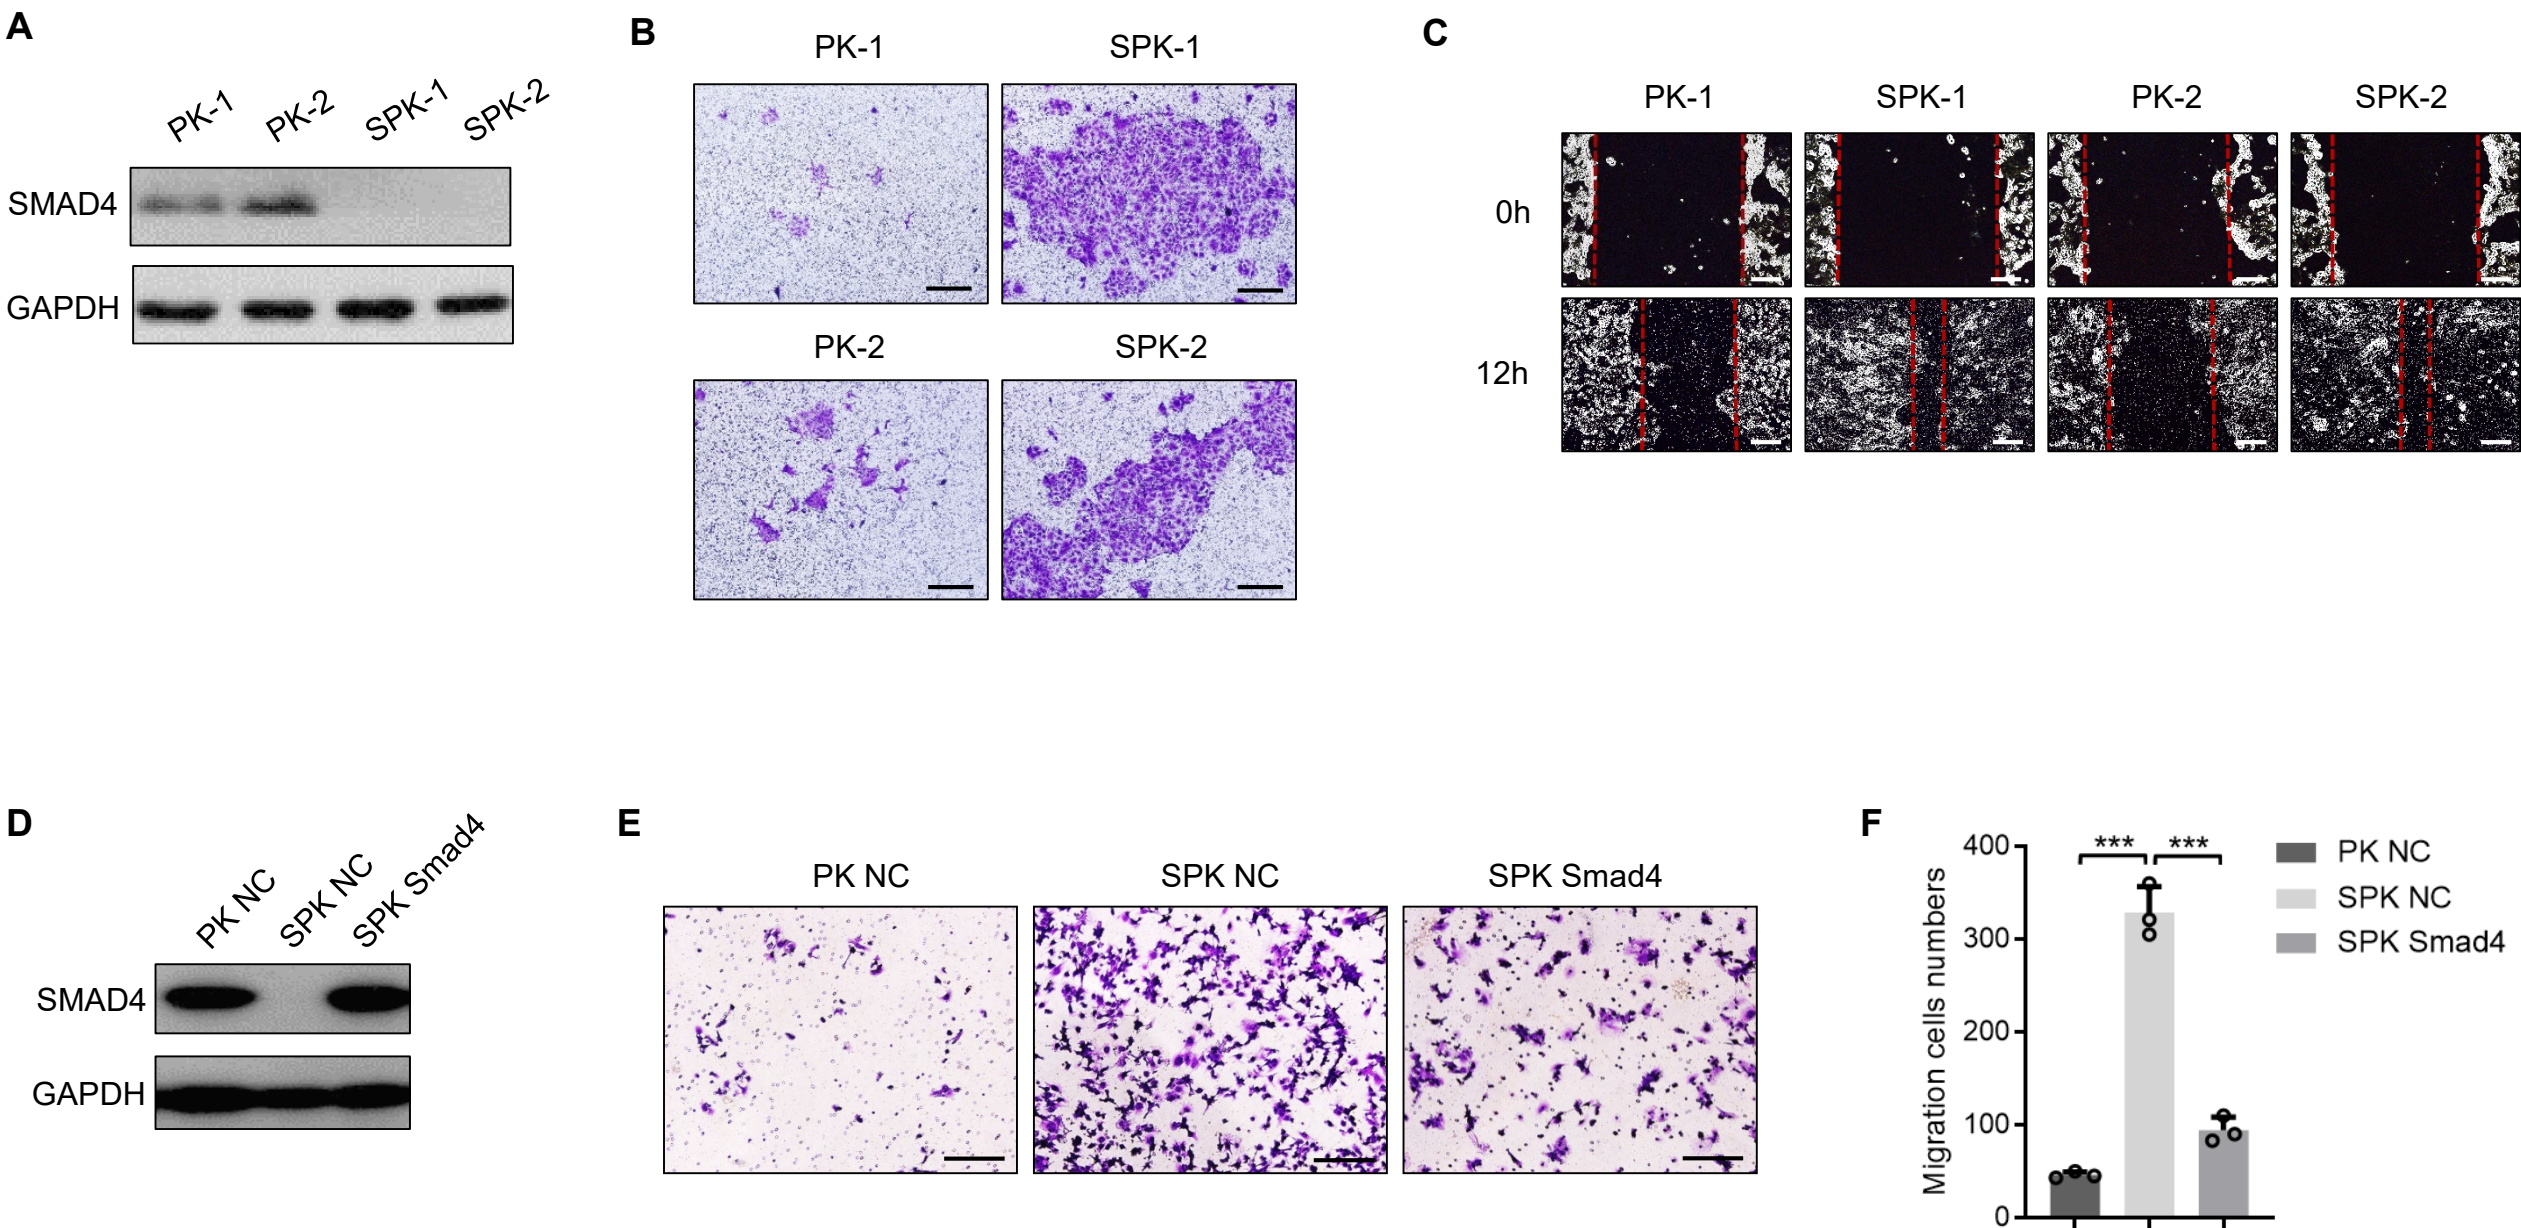 A
PK-1 PK-2 SPK-1 SPK-2
SMAD4
GAPDH
B
PK-1 SPK-1
PK-2 SPK-2
C
PK-1 SPK-1 PK-2 SPK-2
0h
12h
D
PK NC SPK NC SPK Smad4
SMAD4
GAPDH
E
PK NC SPK NC SPK Smad4
F
Migration cells numbers
400
300
200
100
0
*** ***
PK NC
SPK NC
SPK Smad4